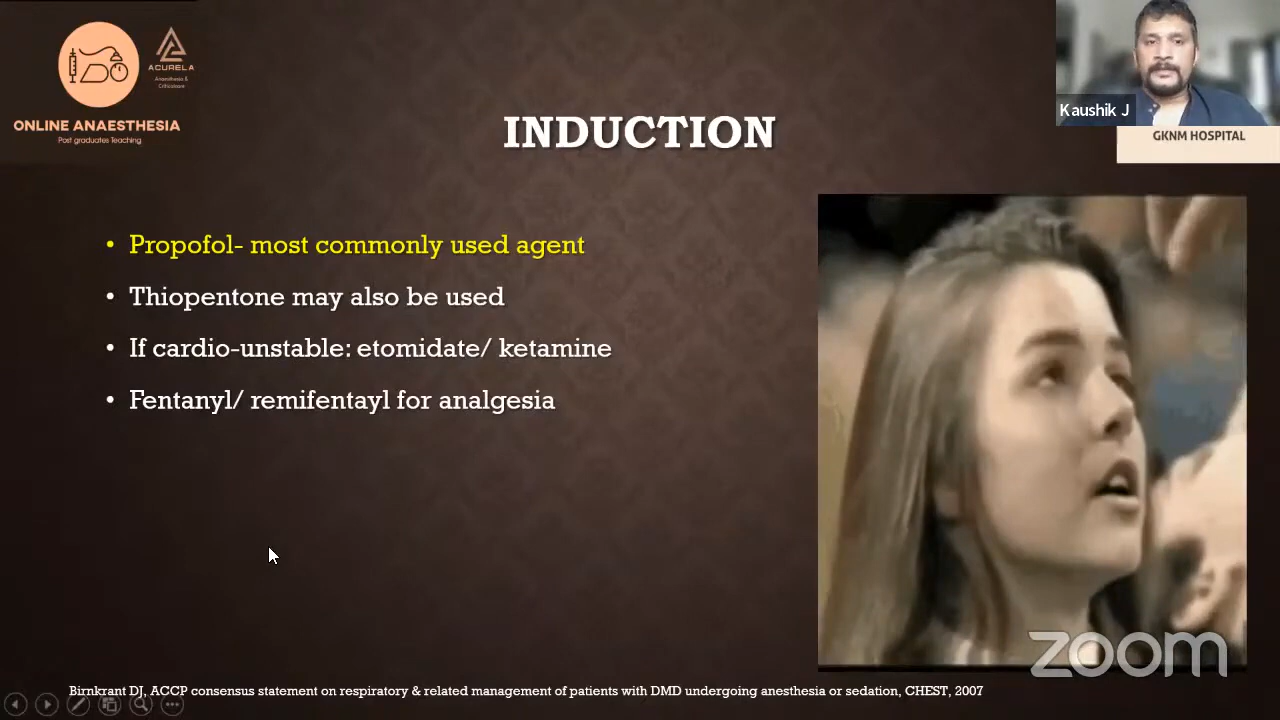 ACURELA
Anaesthesia &
Criticalcare
ONLINE ANAESTHESIA
Post graduates Teaching
Kaushik J
GKNM HOSPITAL
INDUCTION
• Propofol- most commonly used agent
• Thiopentone may also be used
• If cardio-unstable: etomidate/ ketamine
• Fentanyl/ remifentayl for analgesia
zoom
Birnkrant DJ, ACCP consensus statement on respiratory & related management of patients with DMD undergoing anesthesia or sedation, CHEST, 2007